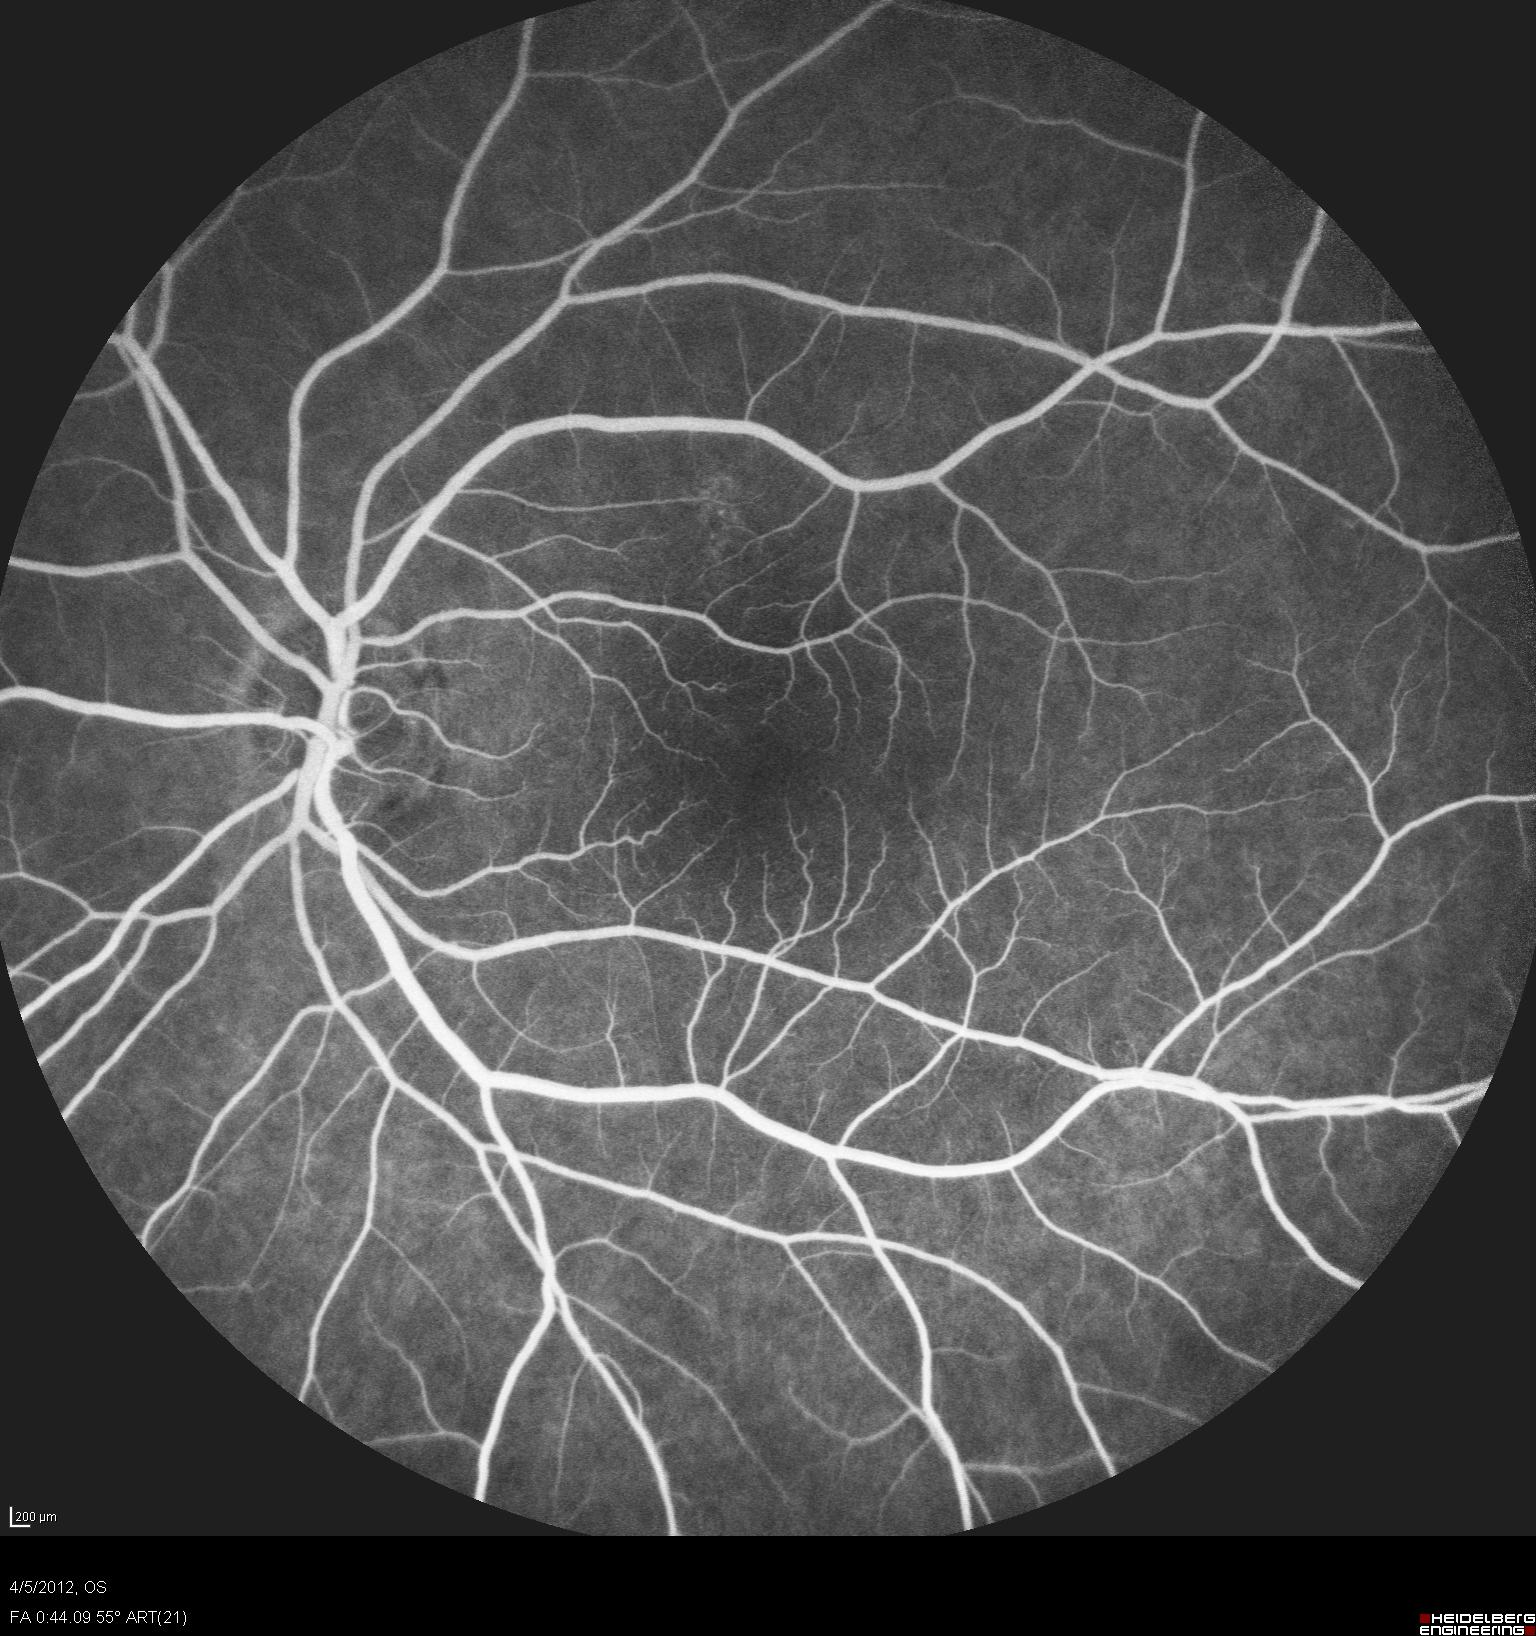 200 µm
4/5/2012, OS
FA 0:44.09 55° ART(21)
HEIDELBERG
ENGINEERING